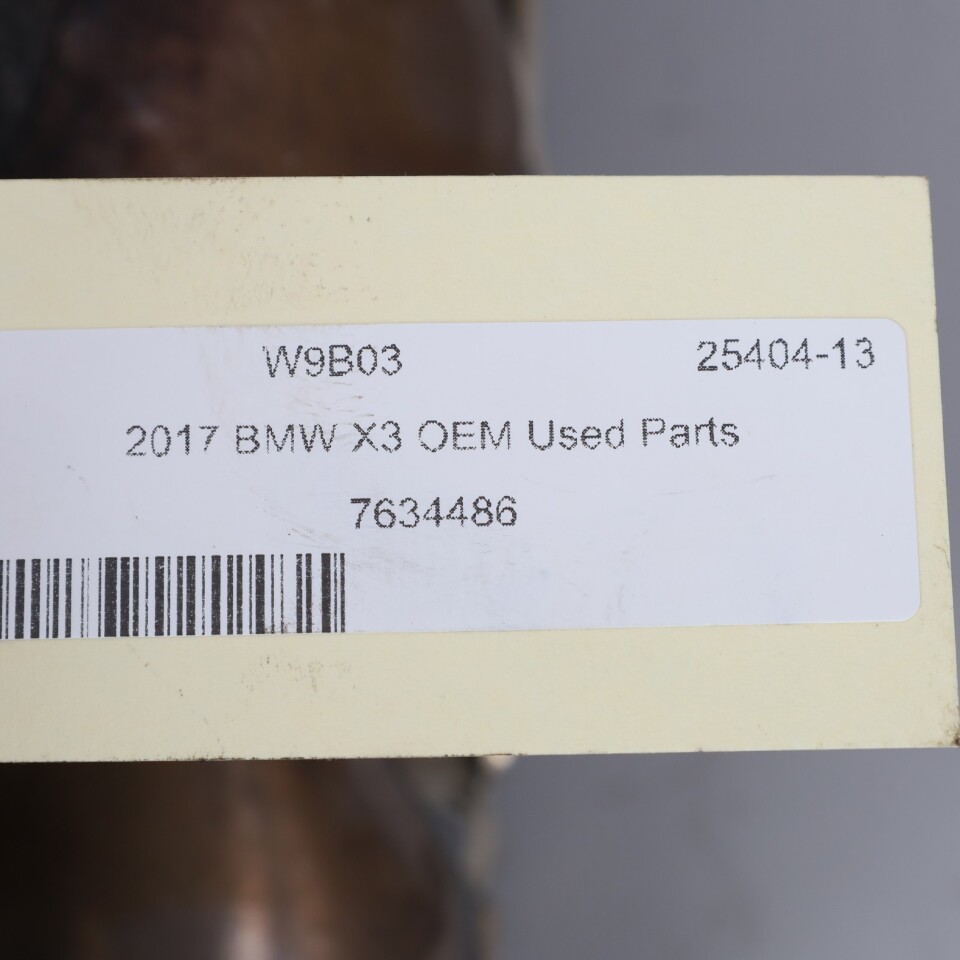 W9B03 25404-13
2017 BMW X3 OEM Used Parts
7634486